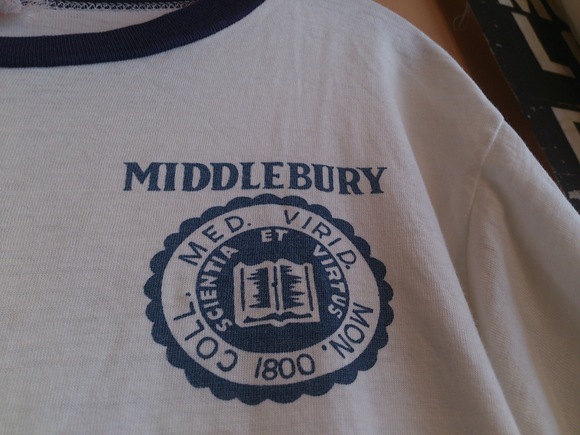 MIDDLEBURY
COLL. MED. VIRID. MON.
SCIENTIA ET VIRTUS
1800